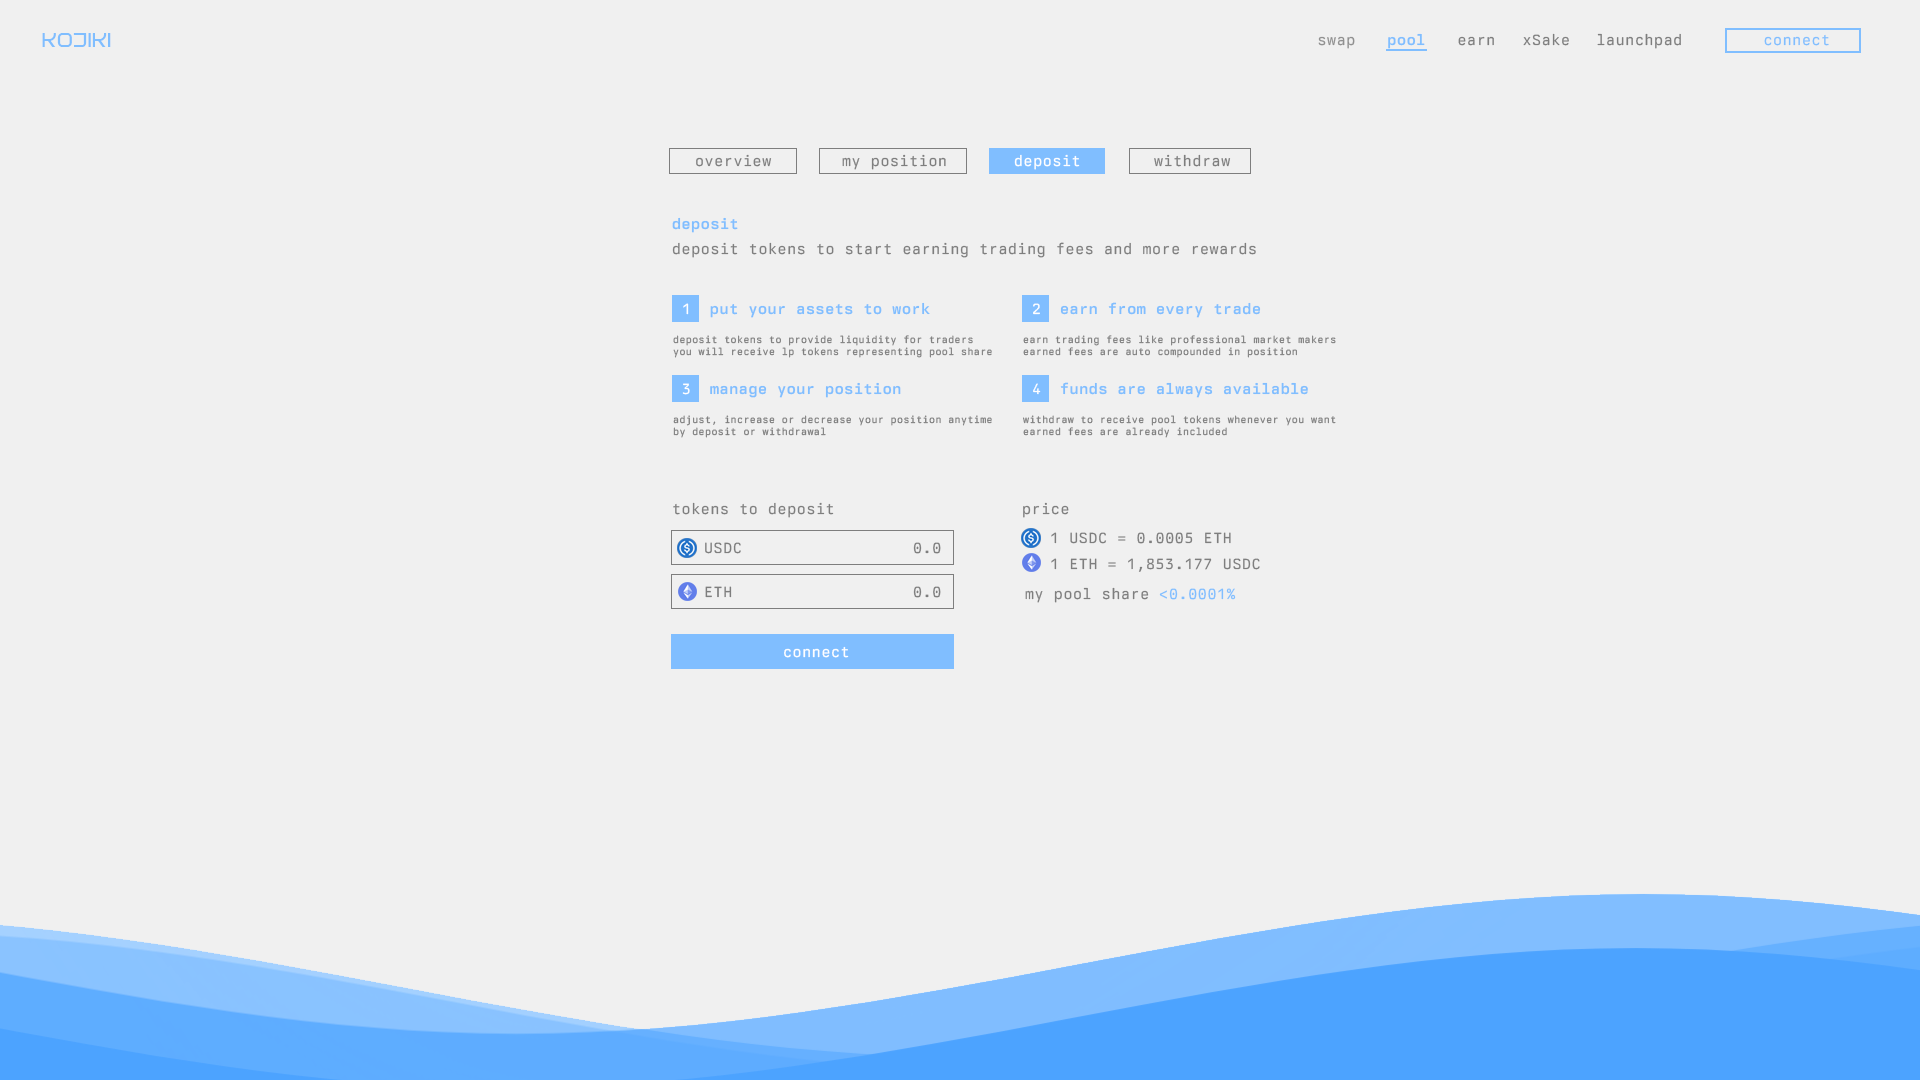 KOJIKI
swap
pool
earn
xSake
launchpad
connect
overview
my position
deposit
withdraw
deposit
deposit tokens to start earning trading fees and more rewards
1 put your assets to work
deposit tokens to provide liquidity for traders
you will receive lp tokens representing pool share
2 earn from every trade
earn trading fees like professional market makers
earned fees are auto compounded in position
3 manage your position
adjust, increase or decrease your position anytime
by deposit or withdrawal
4 funds are always available
withdraw to receive pool tokens whenever you want
earned fees are already included
tokens to deposit
USDC 0.0
ETH 0.0
connect
price
1 USDC = 0.0005 ETH
1 ETH = 1,853.177 USDC
my pool share <0.0001%